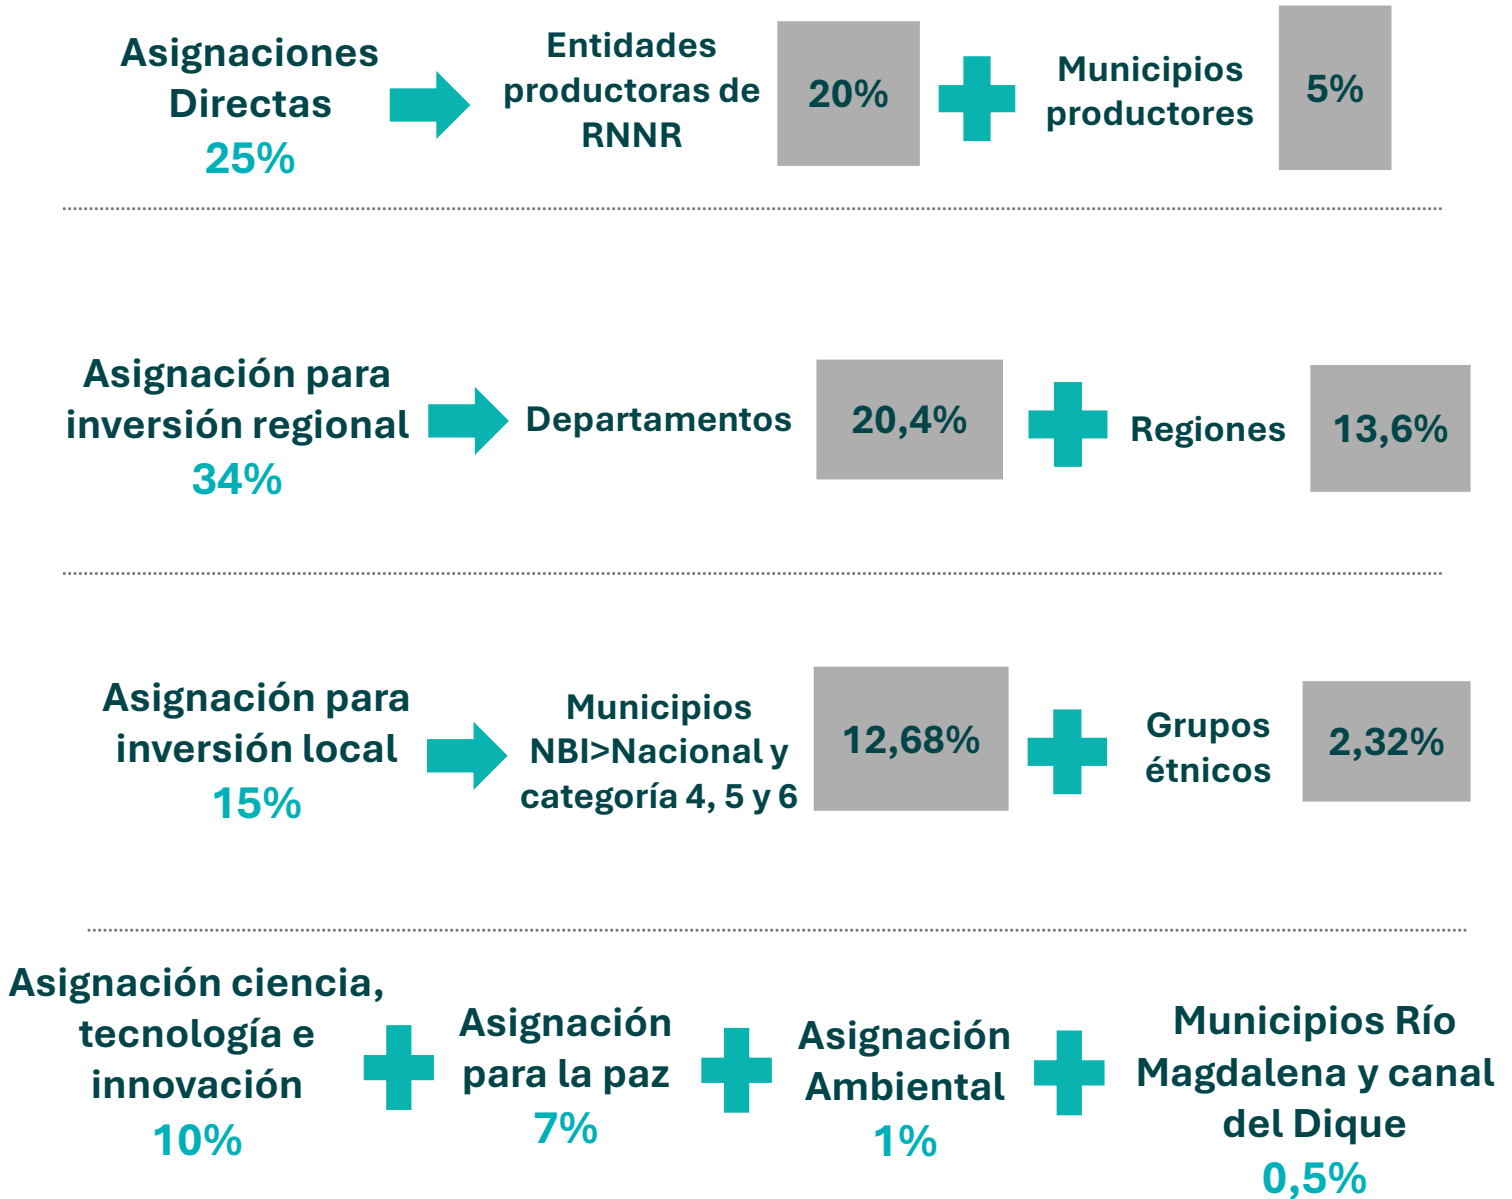 Asignaciones
Directas
25%
Entidades
productoras de
RNNR
20%
Municipios
productores
5%
Asignación para
inversión regional
34%
Departamentos
20,4%
Regiones
13,6%
Asignación para
inversión local
15%
Municipios
NBI>Nacional y
categoría 4, 5 y 6
12,68%
Grupos
étnicos
2,32%
Asignación ciencia,
tecnología e
innovación
10%
Asignación
para la paz
7%
Asignación
Ambiental
1%
Municipios Río
Magdalena y canal
del Dique
0,5%